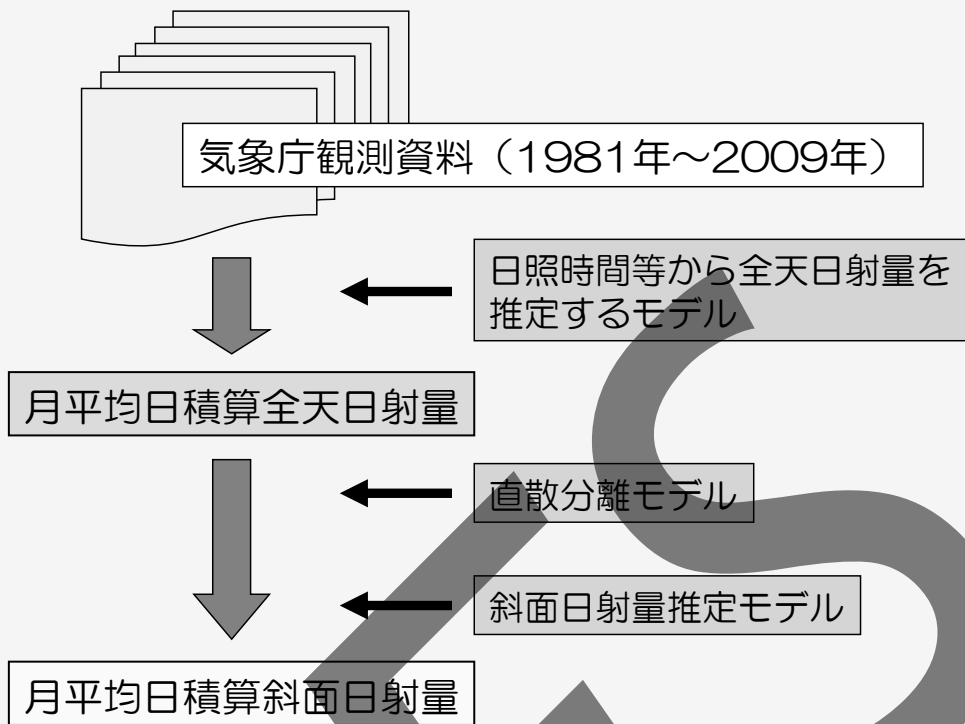 気象庁観測資料（1981年～2009年）
日照時間等から全天日射量を
推定するモデル
月平均日積算全天日射量
直散分離モデル
斜面日射量推定モデル
月平均日積算斜面日射量